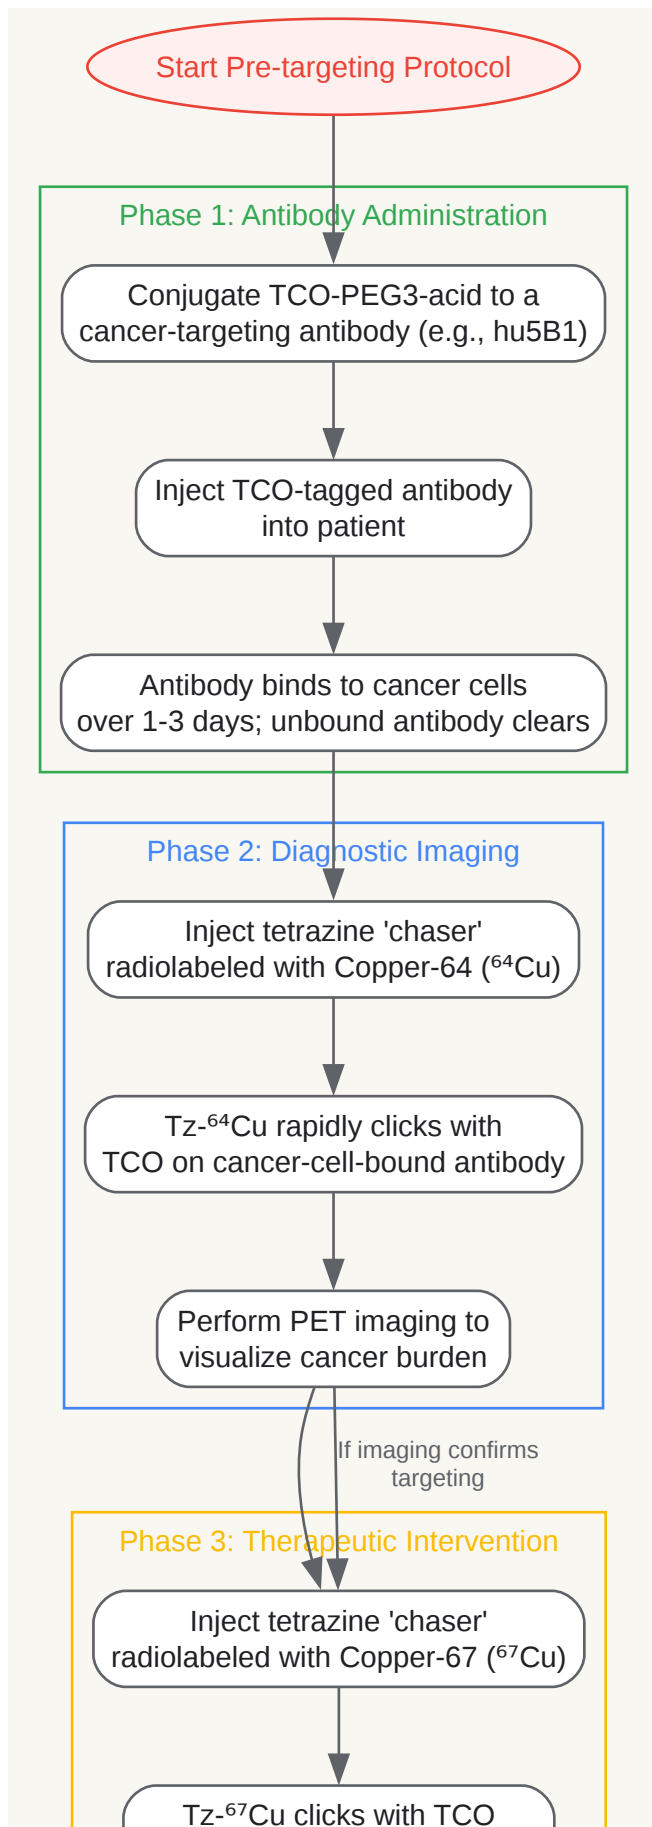 Start Pre-targeting Protocol
Phase 1: Antibody Administration
Conjugate TCO-PEG3-acid to a
cancer-targeting antibody (e.g., hu5B1)
Inject TCO-tagged antibody
into patient
Antibody binds to cancer cells
over 1-3 days; unbound antibody clears
Phase 2: Diagnostic Imaging
Inject tetrazine 'chaser'
radiolabeled with Copper-64 (⁶⁴Cu)
Tz-⁶⁴Cu rapidly clicks with
TCO on cancer-cell-bound antibody
Perform PET imaging to
visualize cancer burden
If imaging confirms
targeting
Phase 3: Therapeutic Intervention
Inject tetrazine 'chaser'
radiolabeled with Copper-67 (⁶⁷Cu)
Tz-⁶⁷Cu clicks with TCO